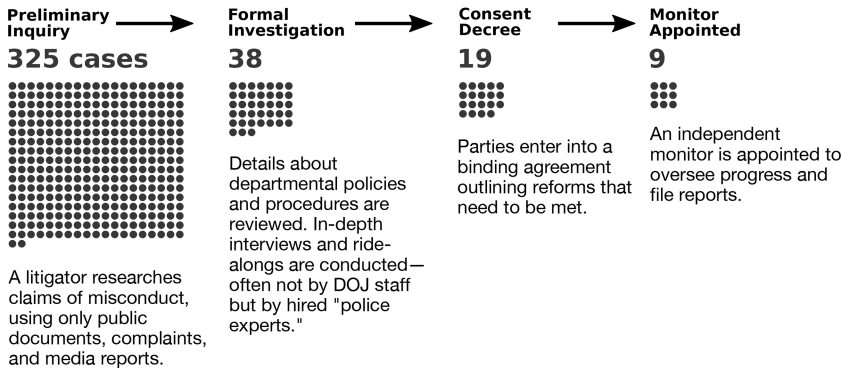 Preliminary
Inquiry
325 cases
A litigator researches
claims of misconduct,
using only public
documents, complaints,
and media reports.
Formal
Investigation
38
Details about
departmental policies
and procedures are
reviewed. In-depth
interviews and ride-
alongs are conducted—
often not by DOJ staff
but by hired "police
experts."
Consent
Decree
19
Parties enter into a
binding agreement
outlining reforms that
need to be met.
Monitor
Appointed
9
An independent
monitor is appointed to
oversee progress and
file reports.